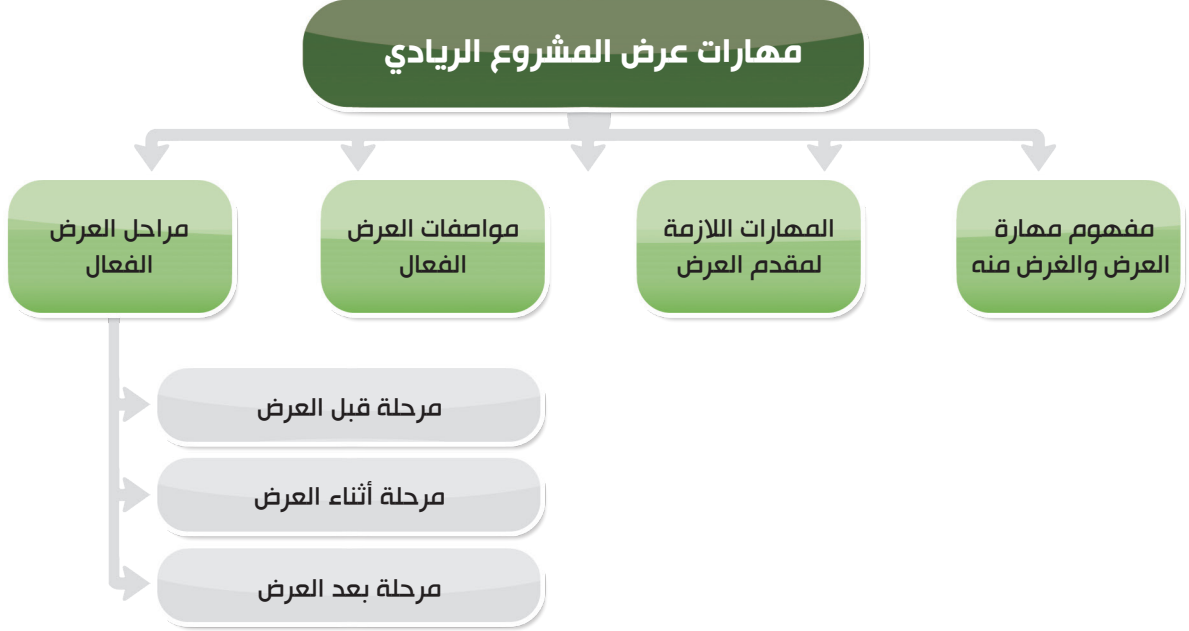 مهارات عرض المشروع الريادي
مفهوم مهارة
العرض والغرض منه
المهارات اللازمة
لمقدم العرض
مواصفات العرض
الفعال
مراحل العرض
الفعال
مرحلة قبل العرض
مرحلة أثناء العرض
مرحلة بعد العرض